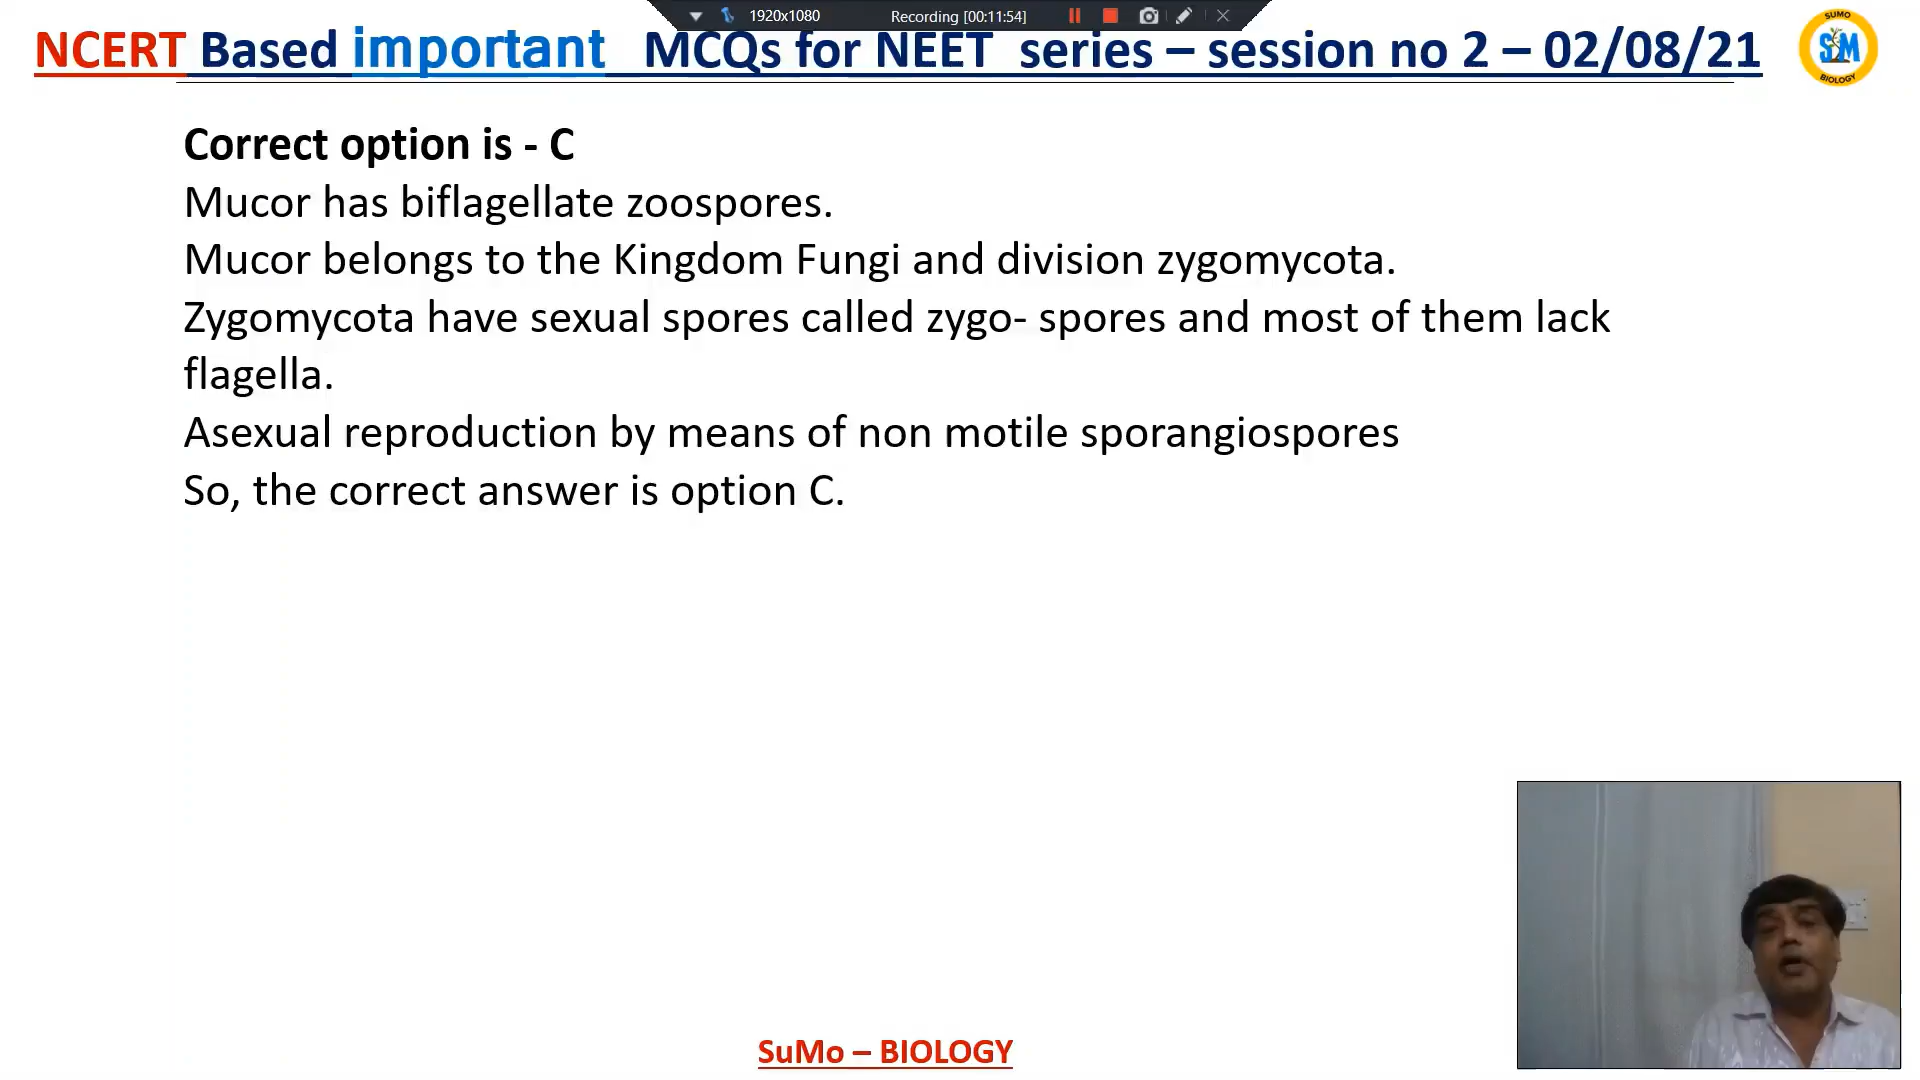 1920x1080 Recording [00:11:54]
NCERT Based important MCQs for NEET series – session no 2 – 02/08/21
SUMO
SM
BIOLOGY
Correct option is - C
Mucor has biflagellate zoospores.
Mucor belongs to the Kingdom Fungi and division zygomycota.
Zygomycota have sexual spores called zygo- spores and most of them lack
flagella.
Asexual reproduction by means of non motile sporangiospores
So, the correct answer is option C.
SuMo – BIOLOGY